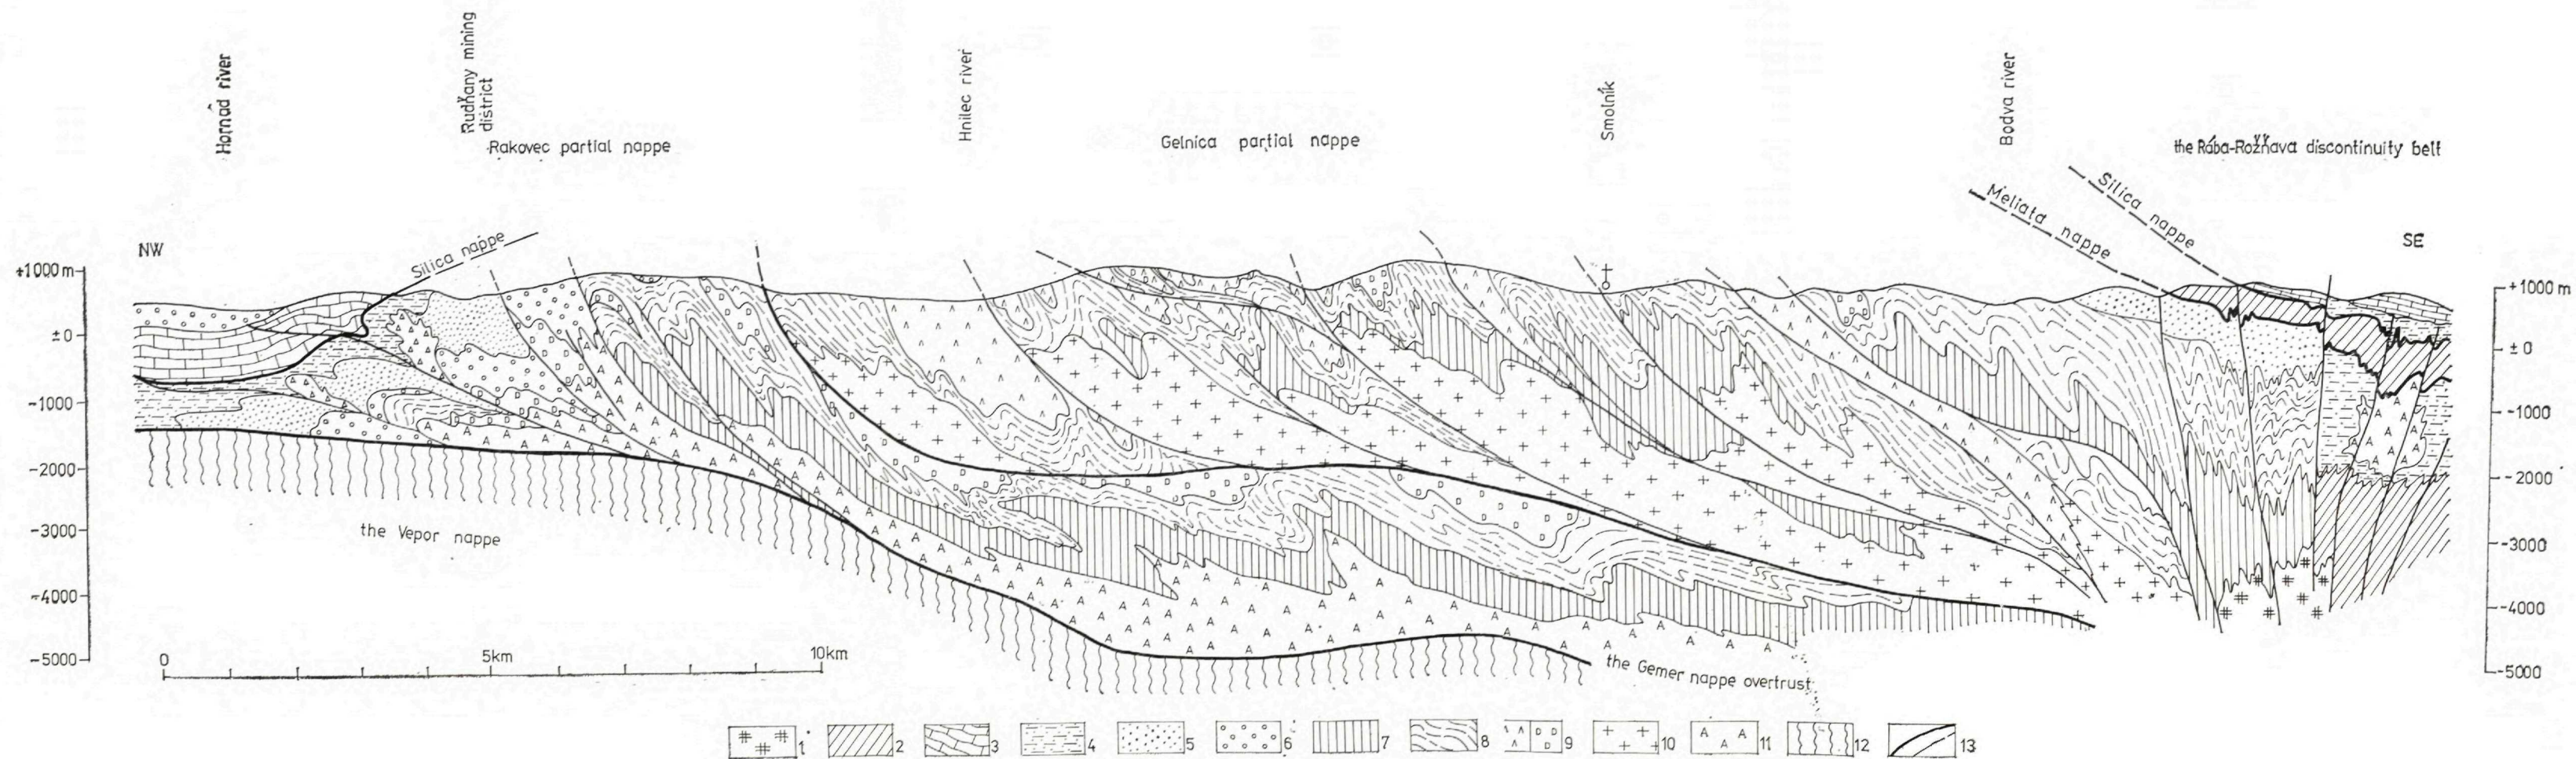 Hornád river
Rudňany mining
district
Rakovec partial nappe
Hnilec river
Gelnica partial nappe
Smolník
Bodva river
the Rába-Rožňava discontinuity belt
NW
Silica nappe
Meliata nappe
Silica nappe
SE
+1000 m
± 0
-1000
-2000
-3000
-4000
-5000
+1000 m
± 0
-1000
-2000
-3000
-4000
-5000
the Vepor nappe
0 5km 10km
the Gemer nappe overtrust
1 2 3 4 5 6 7 8 9 10 11 12 13